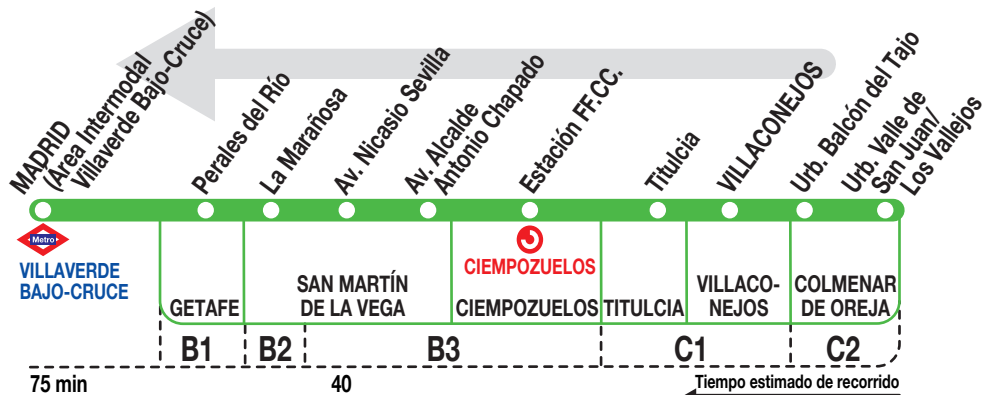 MADRID
(Área Intermodal
Villaverde Bajo-Cruce)
Perales del Río
La Marañosa
Av. Nicasio Sevilla
Av. Alcalde
Antonio Chapado
Estación FF.CC.
Titulcia
VILLACONEJOS
Urb. Balcón del Tajo
Urb. Valle de
San Juan/
Los Vallejos
Metro
VILLAVERDE
BAJO-CRUCE
CIEMPOZUELOS
GETAFE
SAN MARTÍN
DE LA VEGA
CIEMPOZUELOS
TITULCIA
VILLACO-
NEJOS
COLMENAR
DE OREJA
B1
B2
B3
C1
C2
75 min
40
Tiempo estimado de recorrido